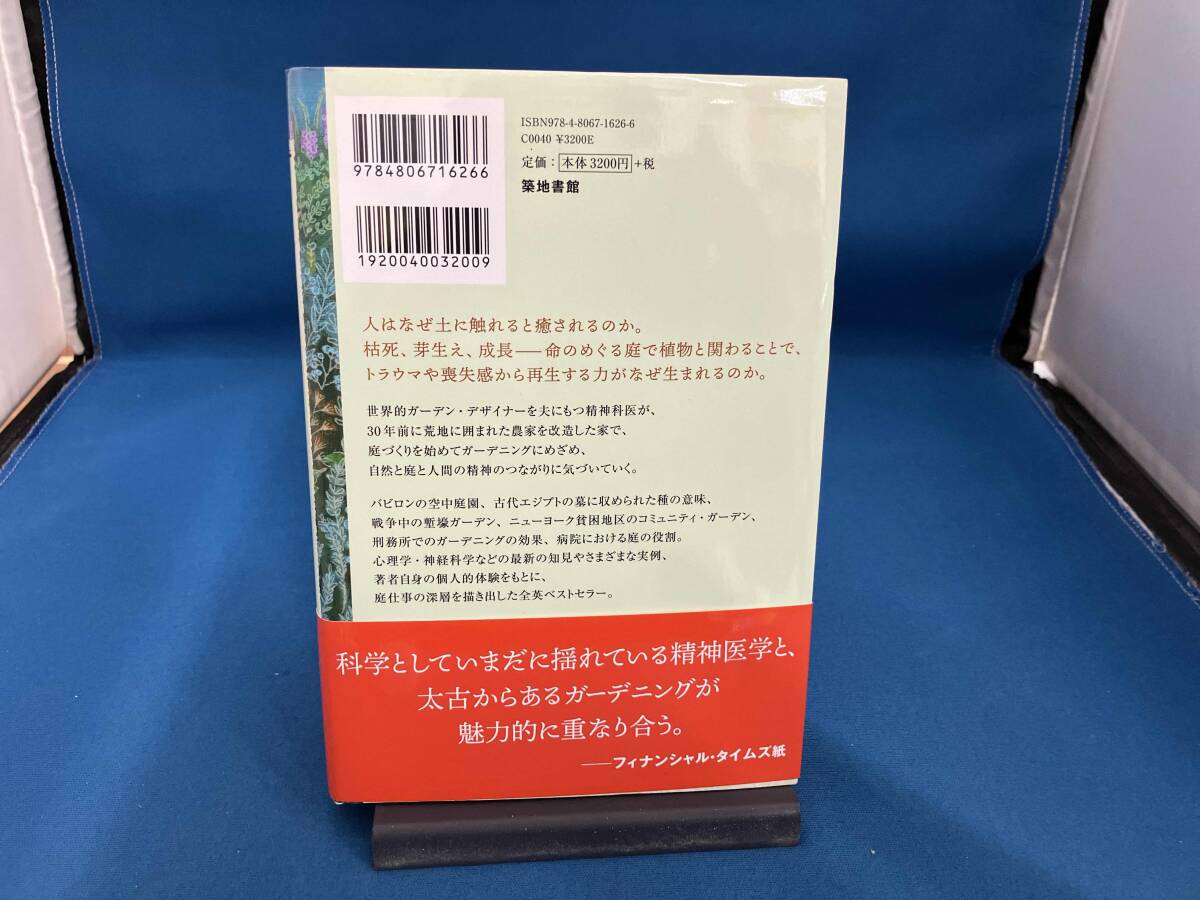 ISBN978-4-8067-1626-6
C0040 ¥3200E
定価：本体3200円+税
築地書館
9784806716266
1920040032009
人はなぜ土に触れると癒されるのか。
枯死、芽生え、成長——命のめぐる庭で植物と関わることで、
トラウマや喪失感から再生する力がなぜ生まれるのか。
世界的ガーデン・デザイナーを夫にもつ精神科医が、
30年前に荒地に囲まれた農家を改造した家で、
庭づくりを始めてガーデニングにめざめ、
自然と庭と人間の精神のつながりに気づいていく。
バビロンの空中庭園、古代エジプトの墓に収められた種の意味、
戦争中の塹壕ガーデン、ニューヨーク貧困地区のコミュニティ・ガーデン、
刑務所でのガーデニングの効果、病院における庭の役割。
心理学・神経科学などの最新の知見やさまざまな実例、
著者自身の個人的体験をもとに、
庭仕事の深層を描き出した全英ベストセラー。
科学としていまだに揺れている精神医学と、
太古からあるガーデニングが
魅力的に重なり合う。
——フィナンシャル・タイムズ紙